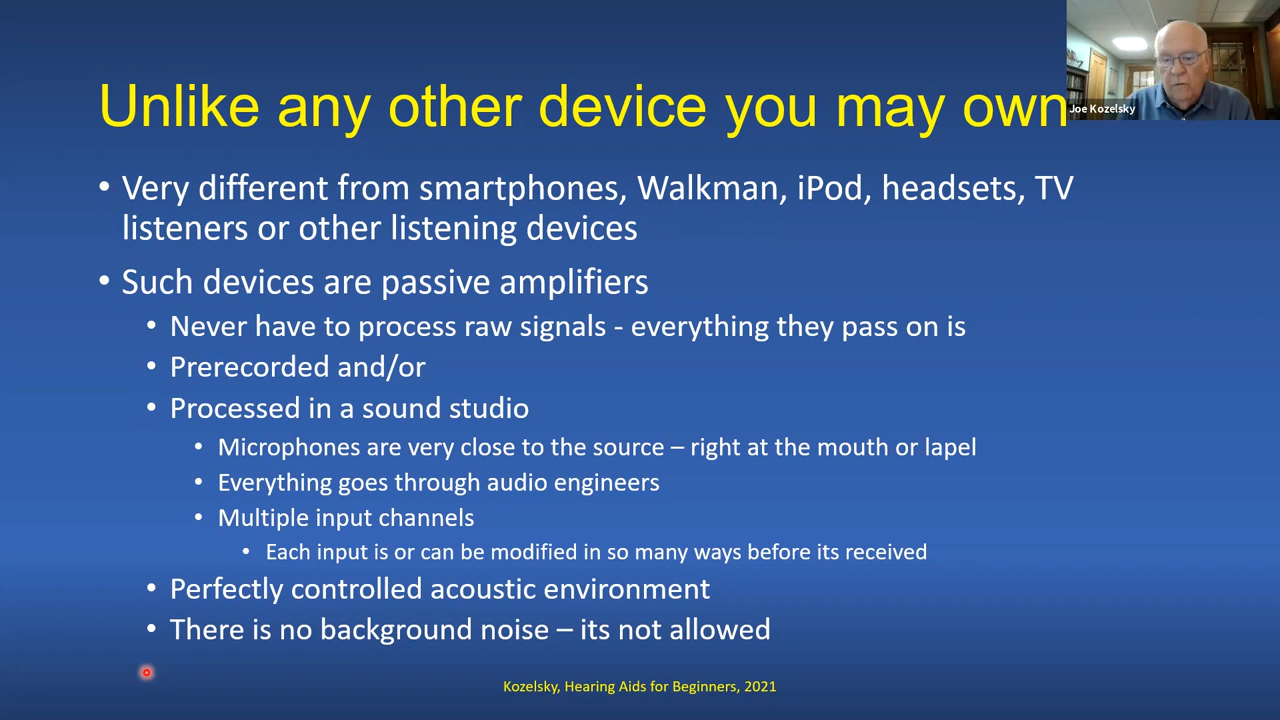 Unlike any other device you may own
Joe Kozelsky
• Very different from smartphones, Walkman, iPod, headsets, TV
listeners or other listening devices
• Such devices are passive amplifiers
• Never have to process raw signals - everything they pass on is
• Prerecorded and/or
• Processed in a sound studio
• Microphones are very close to the source – right at the mouth or lapel
• Everything goes through audio engineers
• Multiple input channels
• Each input is or can be modified in so many ways before its received
• Perfectly controlled acoustic environment
• There is no background noise – its not allowed
Kozelsky, Hearing Aids for Beginners, 2021